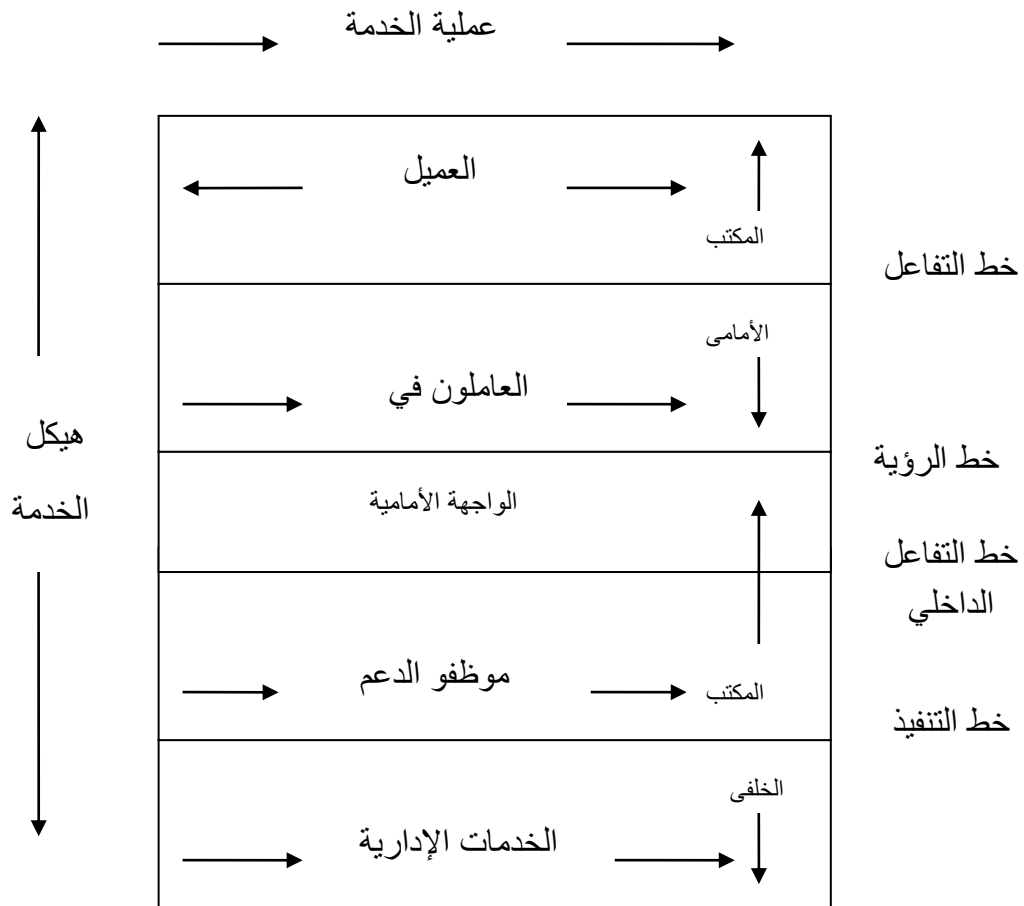 عملية الخدمة
العميل
المكتب
خط التفاعل
الأمامى
العاملون في
هيكل
الخدمة
خط الرؤية
الواجهة الأمامية
خط التفاعل
الداخلي
موظفو الدعم
المكتب
خط التنفيذ
الخلفى
الخدمات الإدارية